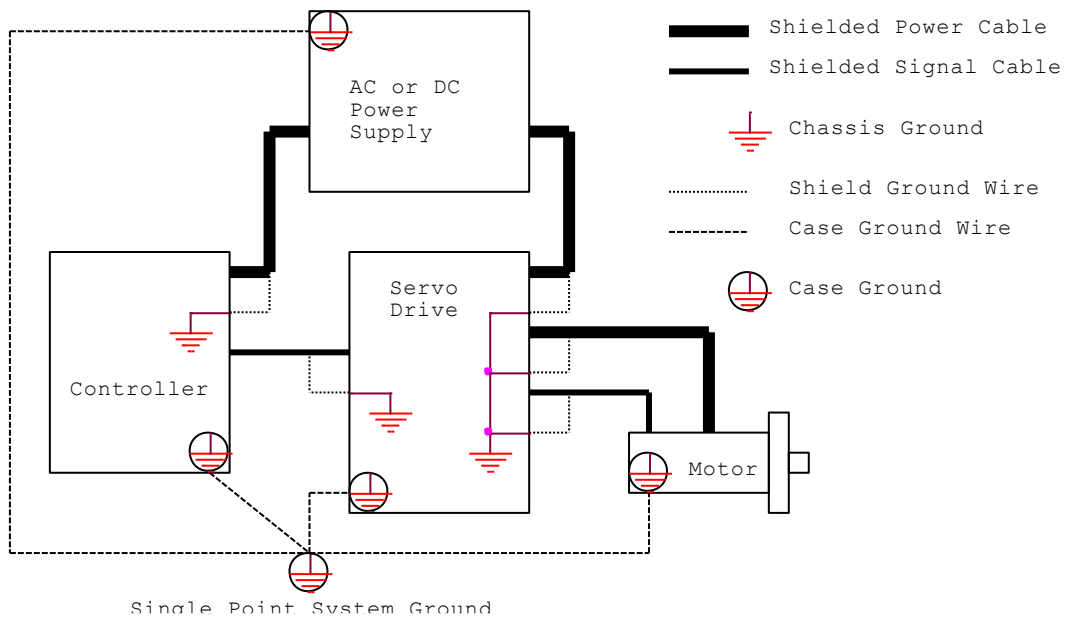 AC or DC
Power
Supply
Servo
Drive
Controller
Motor
Single Point System Ground
Shielded Power Cable
Shielded Signal Cable
Chassis Ground
Shield Ground Wire
Case Ground Wire
Case Ground